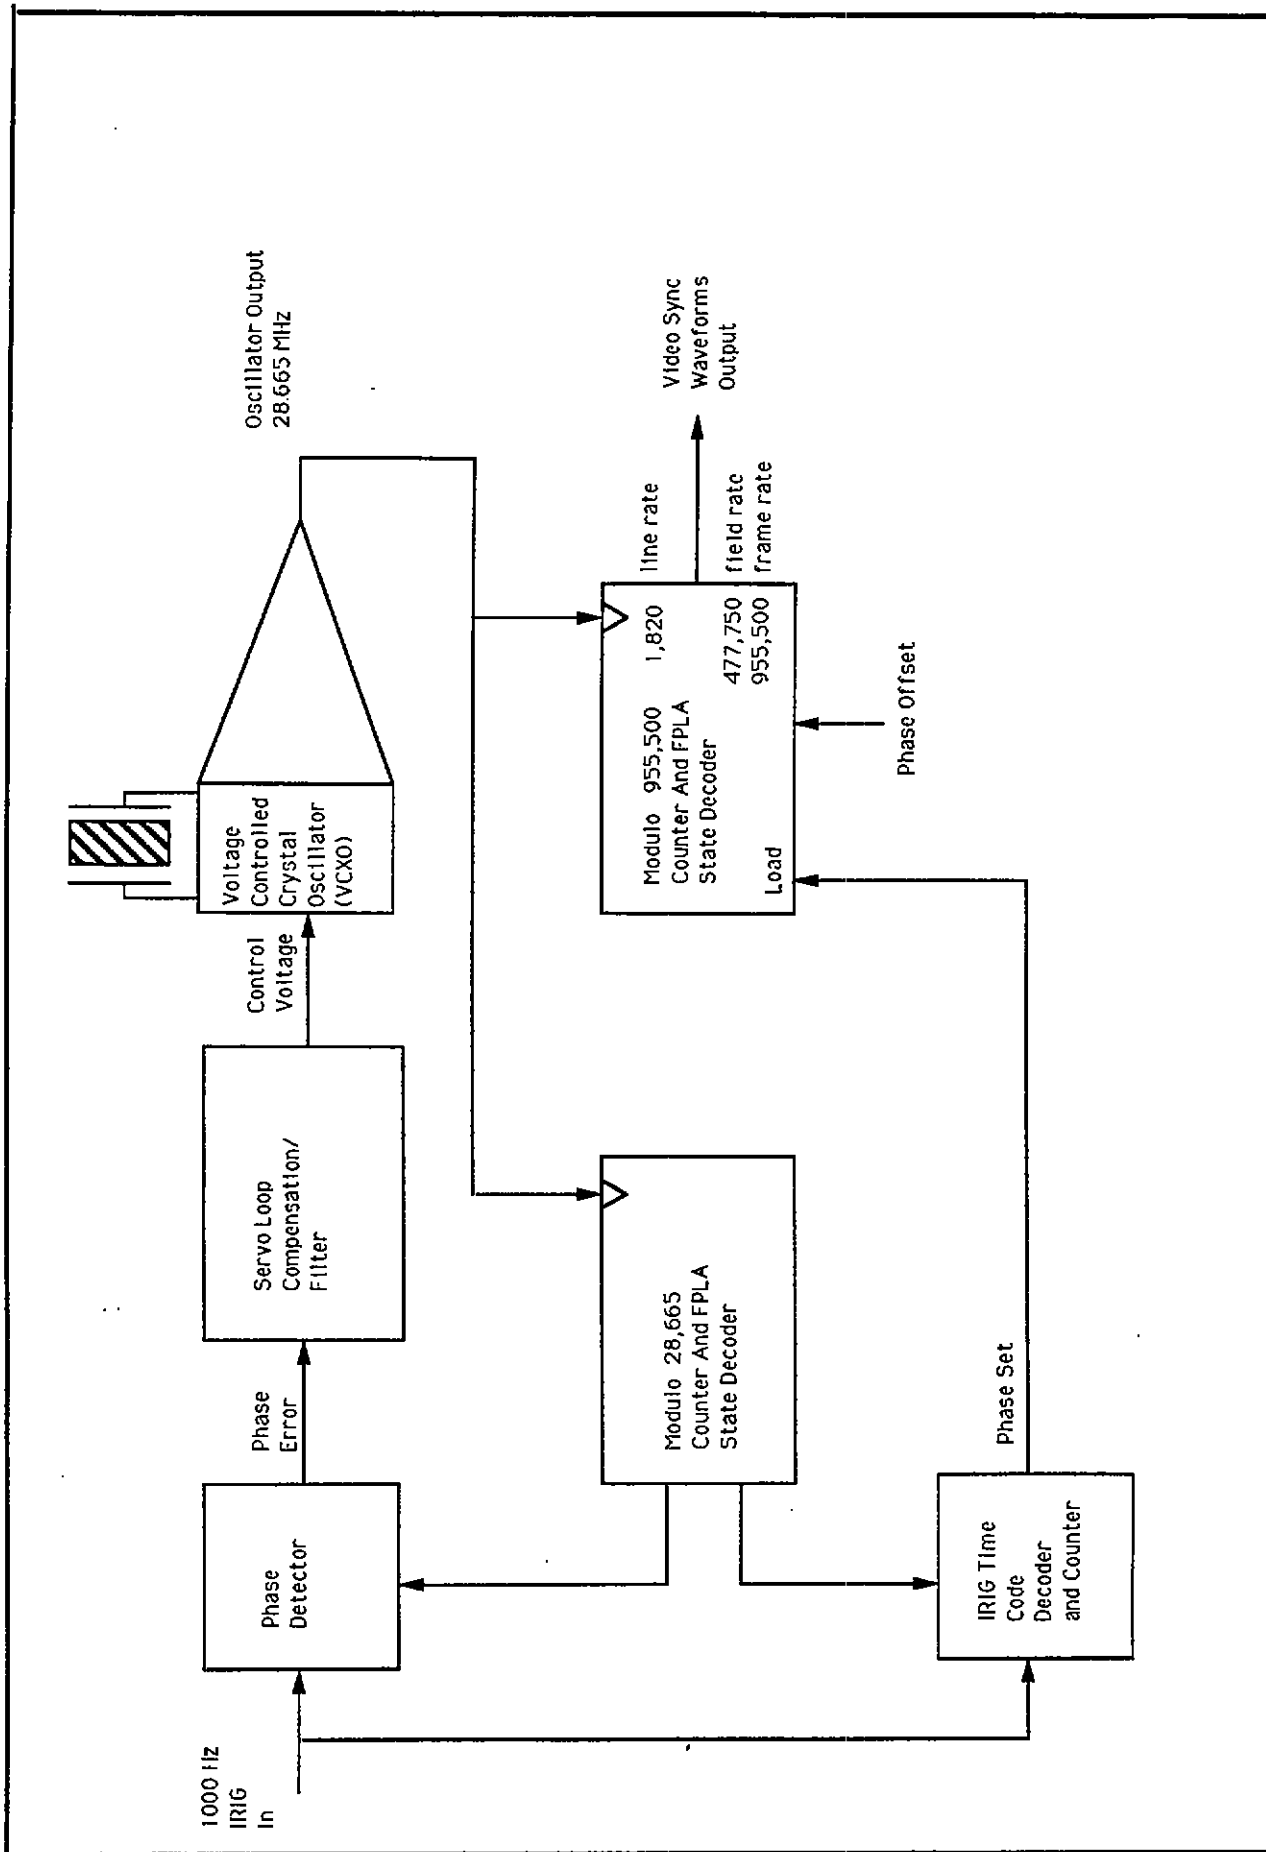 1000 Hz
IRIG
In
Phase
Detector
Phase
Error
Servo Loop
Compensation/
Filter
Control
Voltage
Voltage
Controlled
Crystal
Oscillator
(VCXO)
Oscillator Output
28.665 MHz
Modulo 28,665
Counter And FPLA
State Decoder
Modulo 955,500
Counter And FPLA
State Decoder
Load
1,820 line rate
477,750 field rate
955,500 frame rate
Video Sync
Waveforms
Output
Phase Offset
IRIG Time
Code
Decoder
and Counter
Phase Set